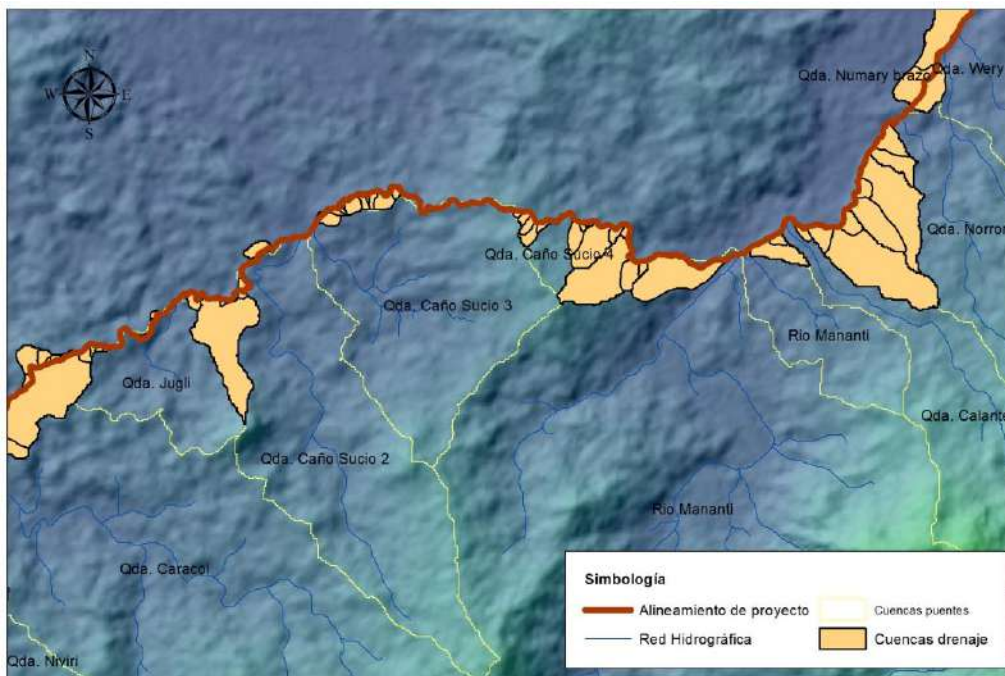 N
W
E
S
Qda. Numary brazo
Qda. Wery
Qda. Norron
Qda. Caño Sucio 4
Qda. Caño Sucio 3
Rio Mananti
Qda. Jugli
Qda. Calante
Qda. Caño Sucio 2
Rio Mananti
Qda. Caracol
Qda. Niviri
Simbología
Alineamiento de proyecto
Cuencas puentes
Red Hidrográfica
Cuencas drenaje